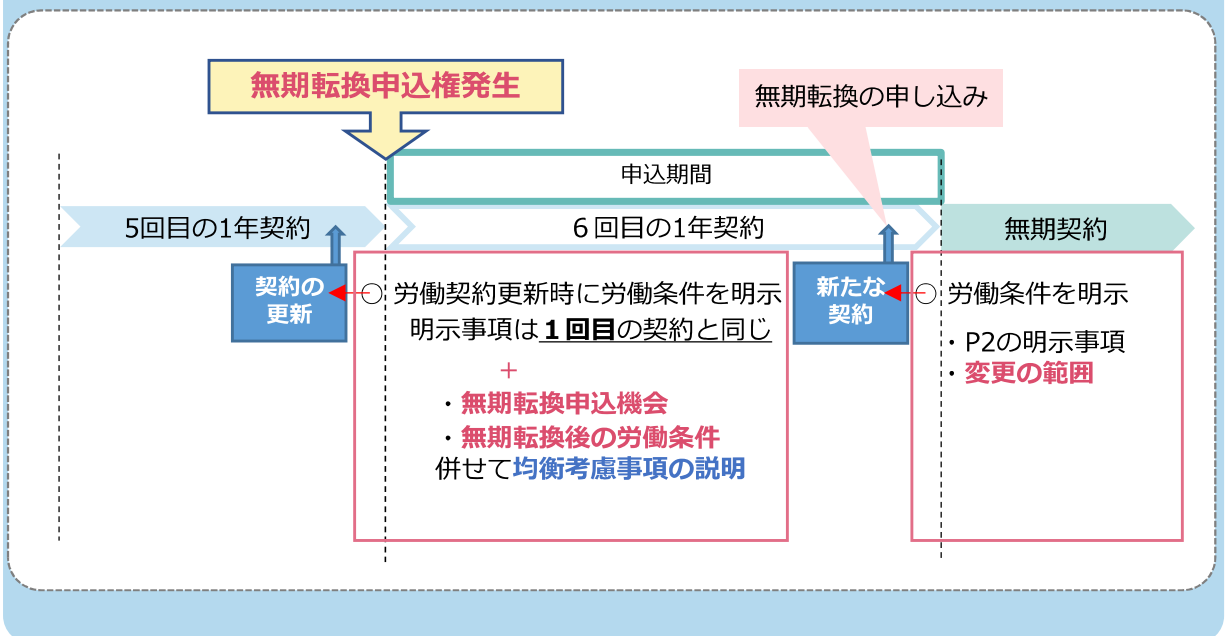 無期転換申込権発生
無期転換の申し込み
申込期間
5回目の1年契約
６回目の1年契約
無期契約
契約の
更新
○ 労働契約更新時に労働条件を明示
明示事項は１回目の契約と同じ
＋
・無期転換申込機会
・無期転換後の労働条件
併せて均衡考慮事項の説明
新たな
契約
○ 労働条件を明示
・P2の明示事項
・変更の範囲